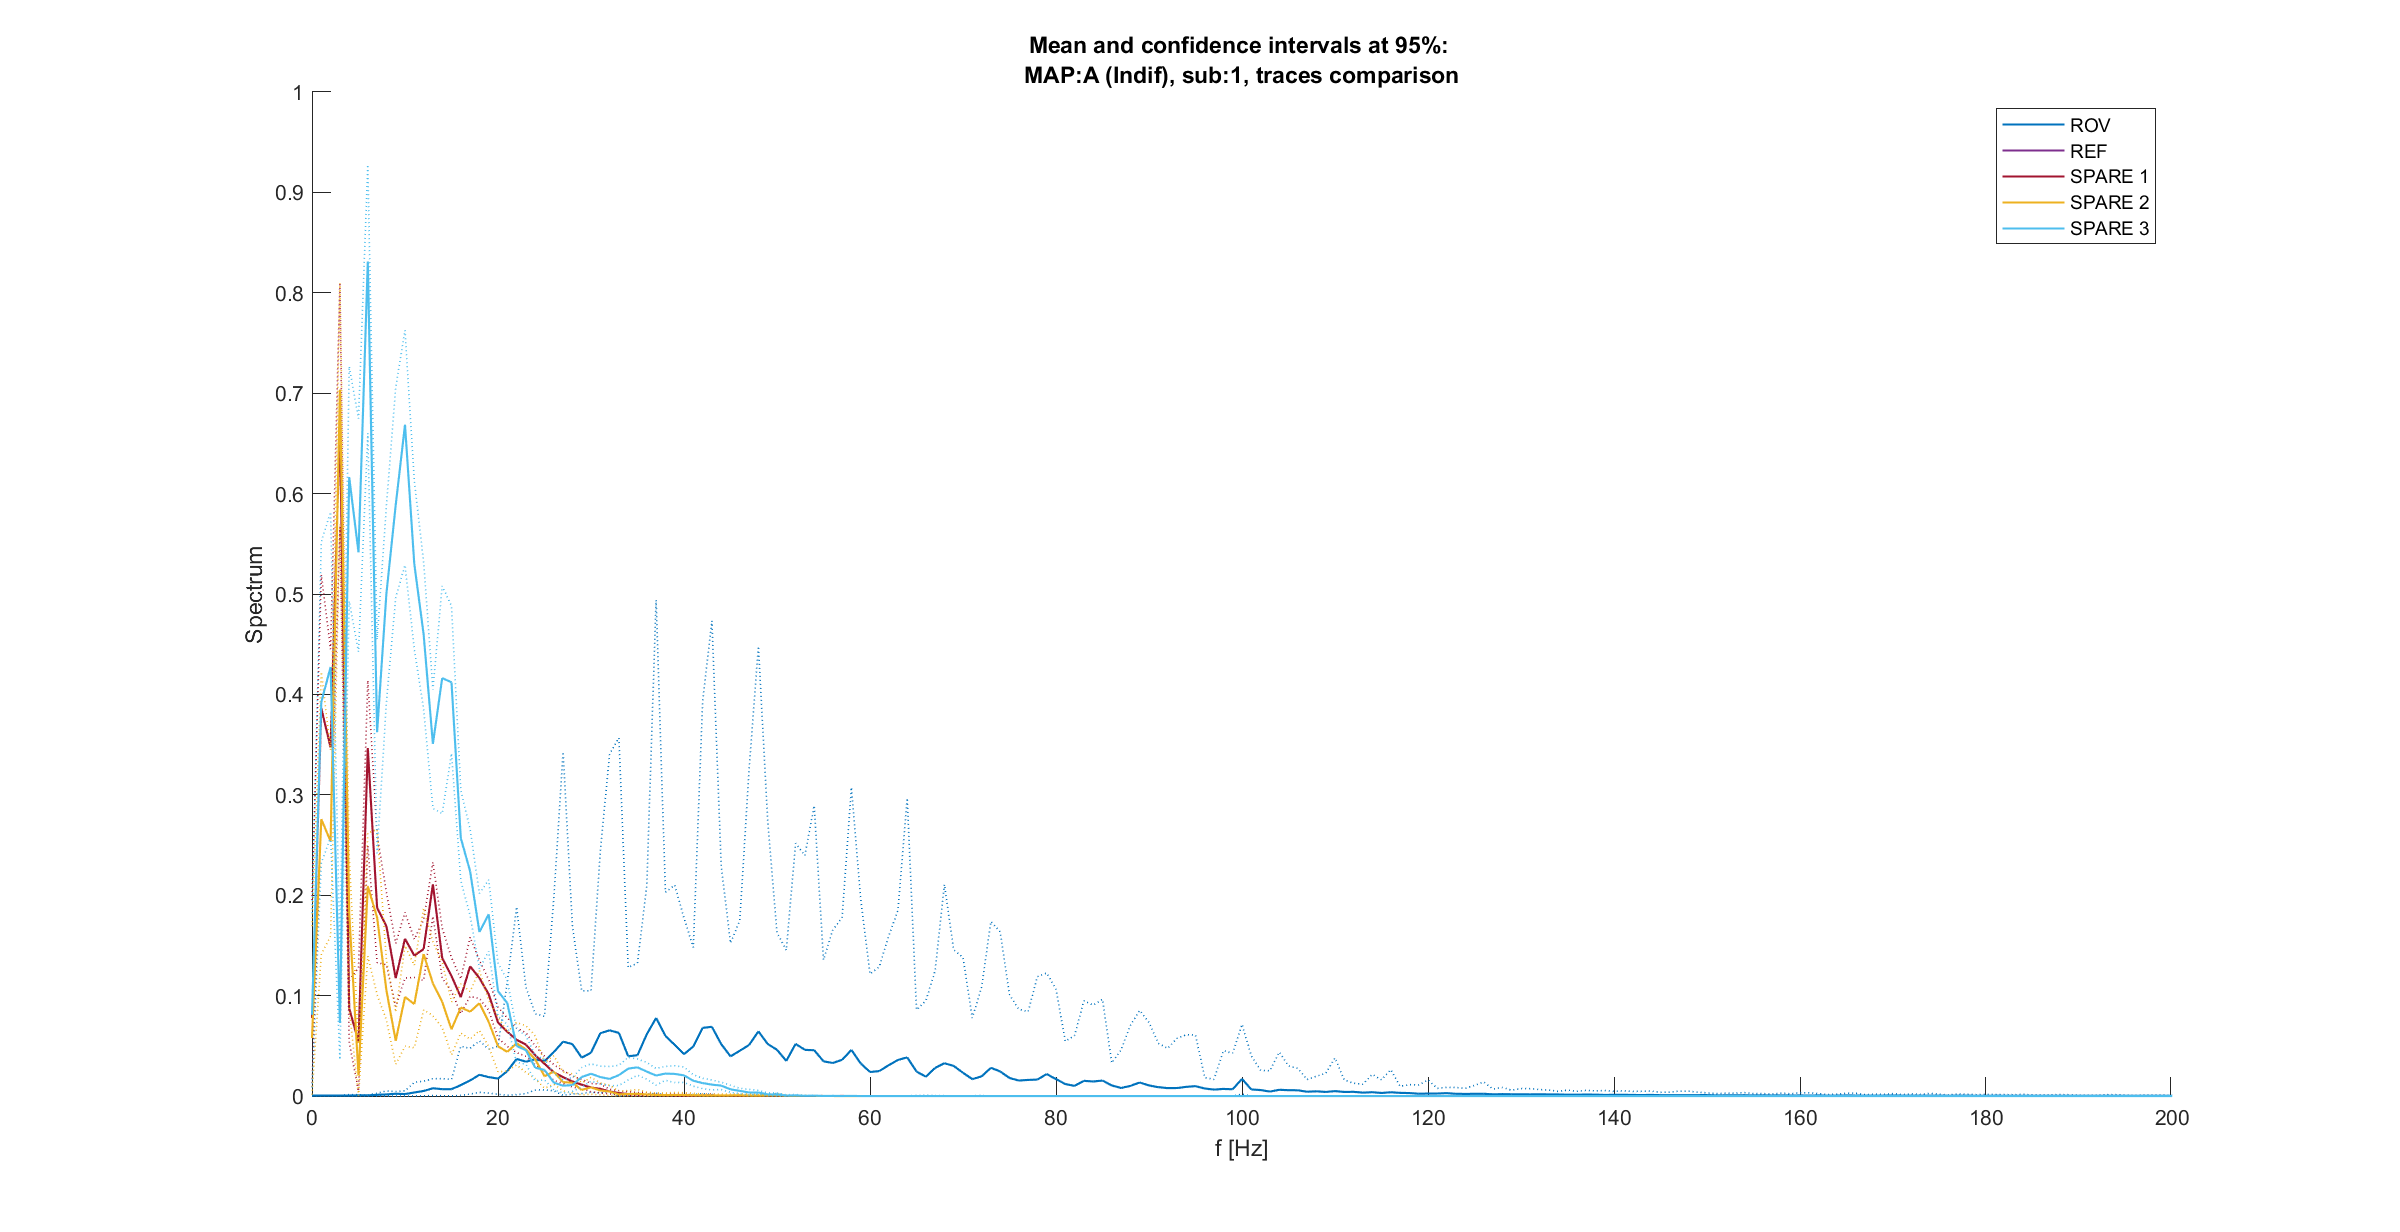 Mean and confidence intervals at 95%:
MAP:A (Indif), sub:1, traces comparison
1
0.9
0.8
0.7
0.6
0.5
0.4
0.3
0.2
0.1
0
Spectrum
ROV
REF
SPARE 1
SPARE 2
SPARE 3
0 20 40 60 80 100 120 140 160 180 200
f [Hz]